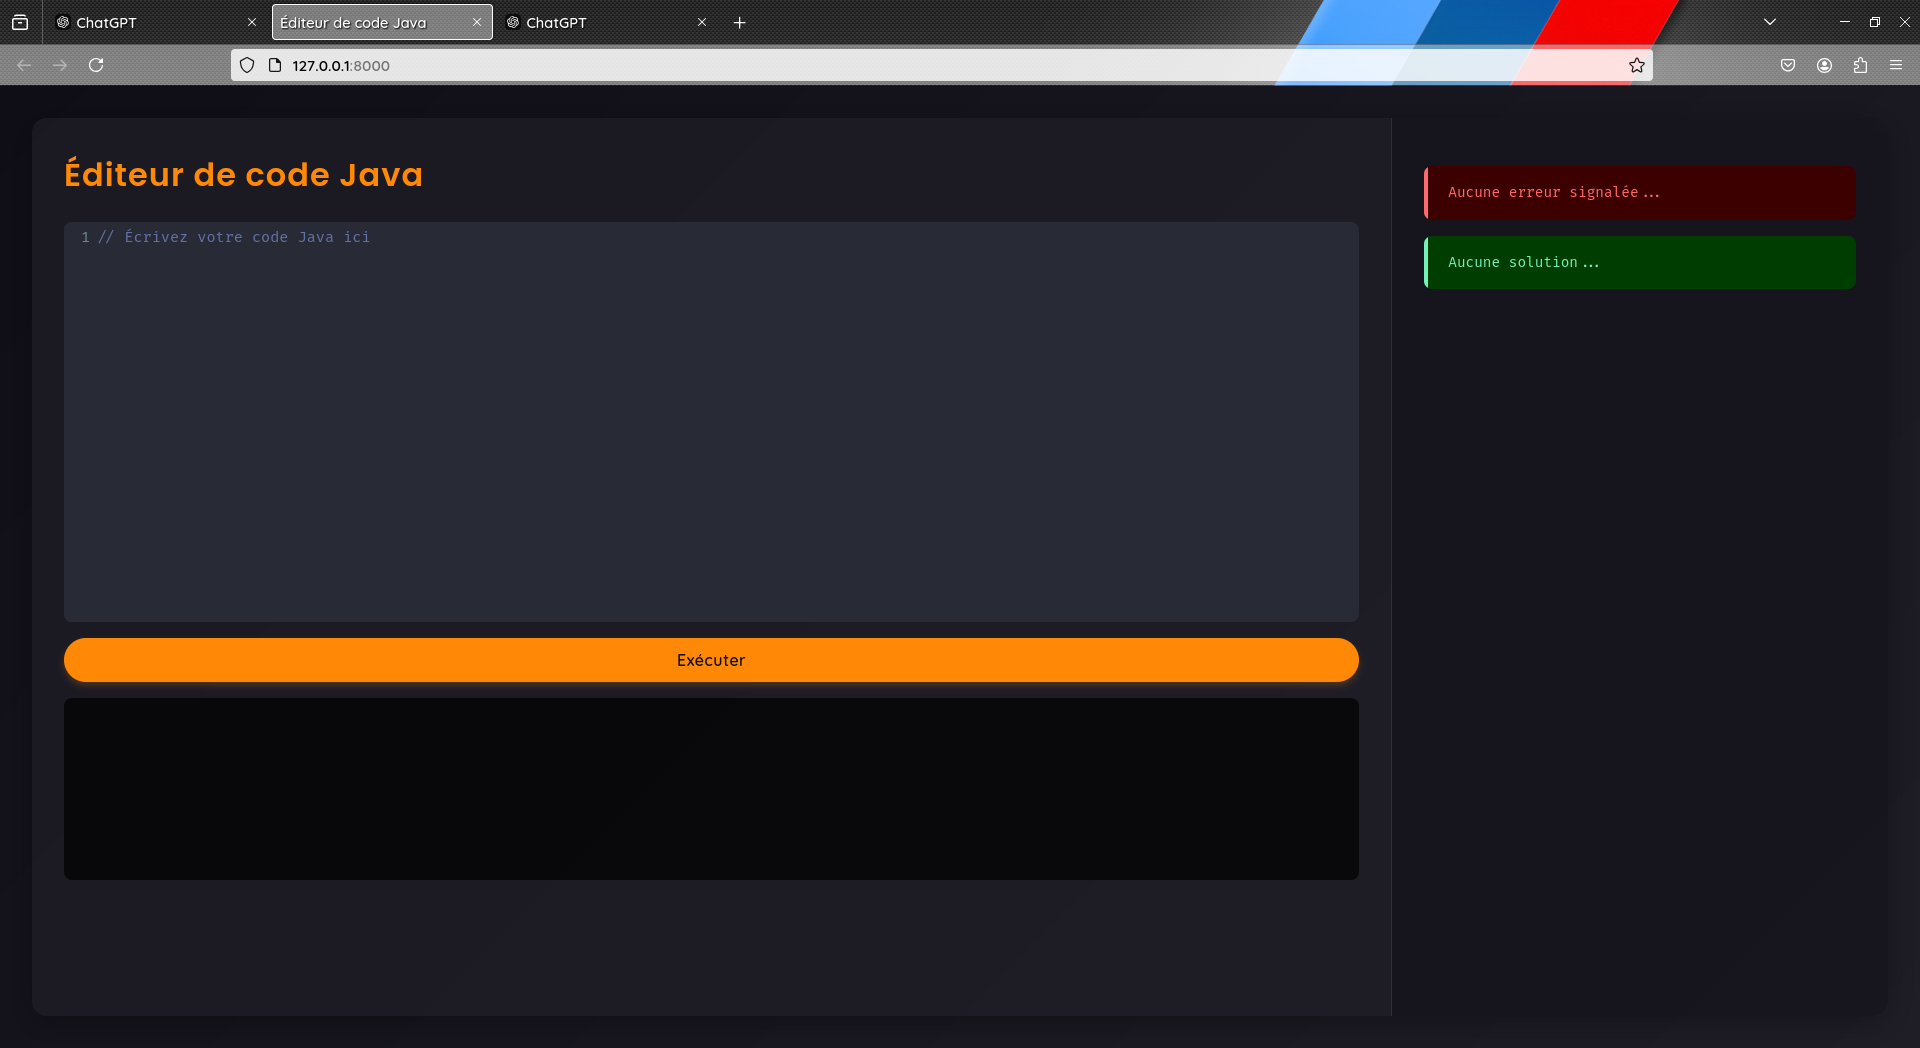 ChatGPT
Éditeur de code Java
ChatGPT
127.0.0.1:8000
Éditeur de code Java
1 // Écrivez votre code Java ici
Exécuter
Aucune erreur signalée...
Aucune solution...